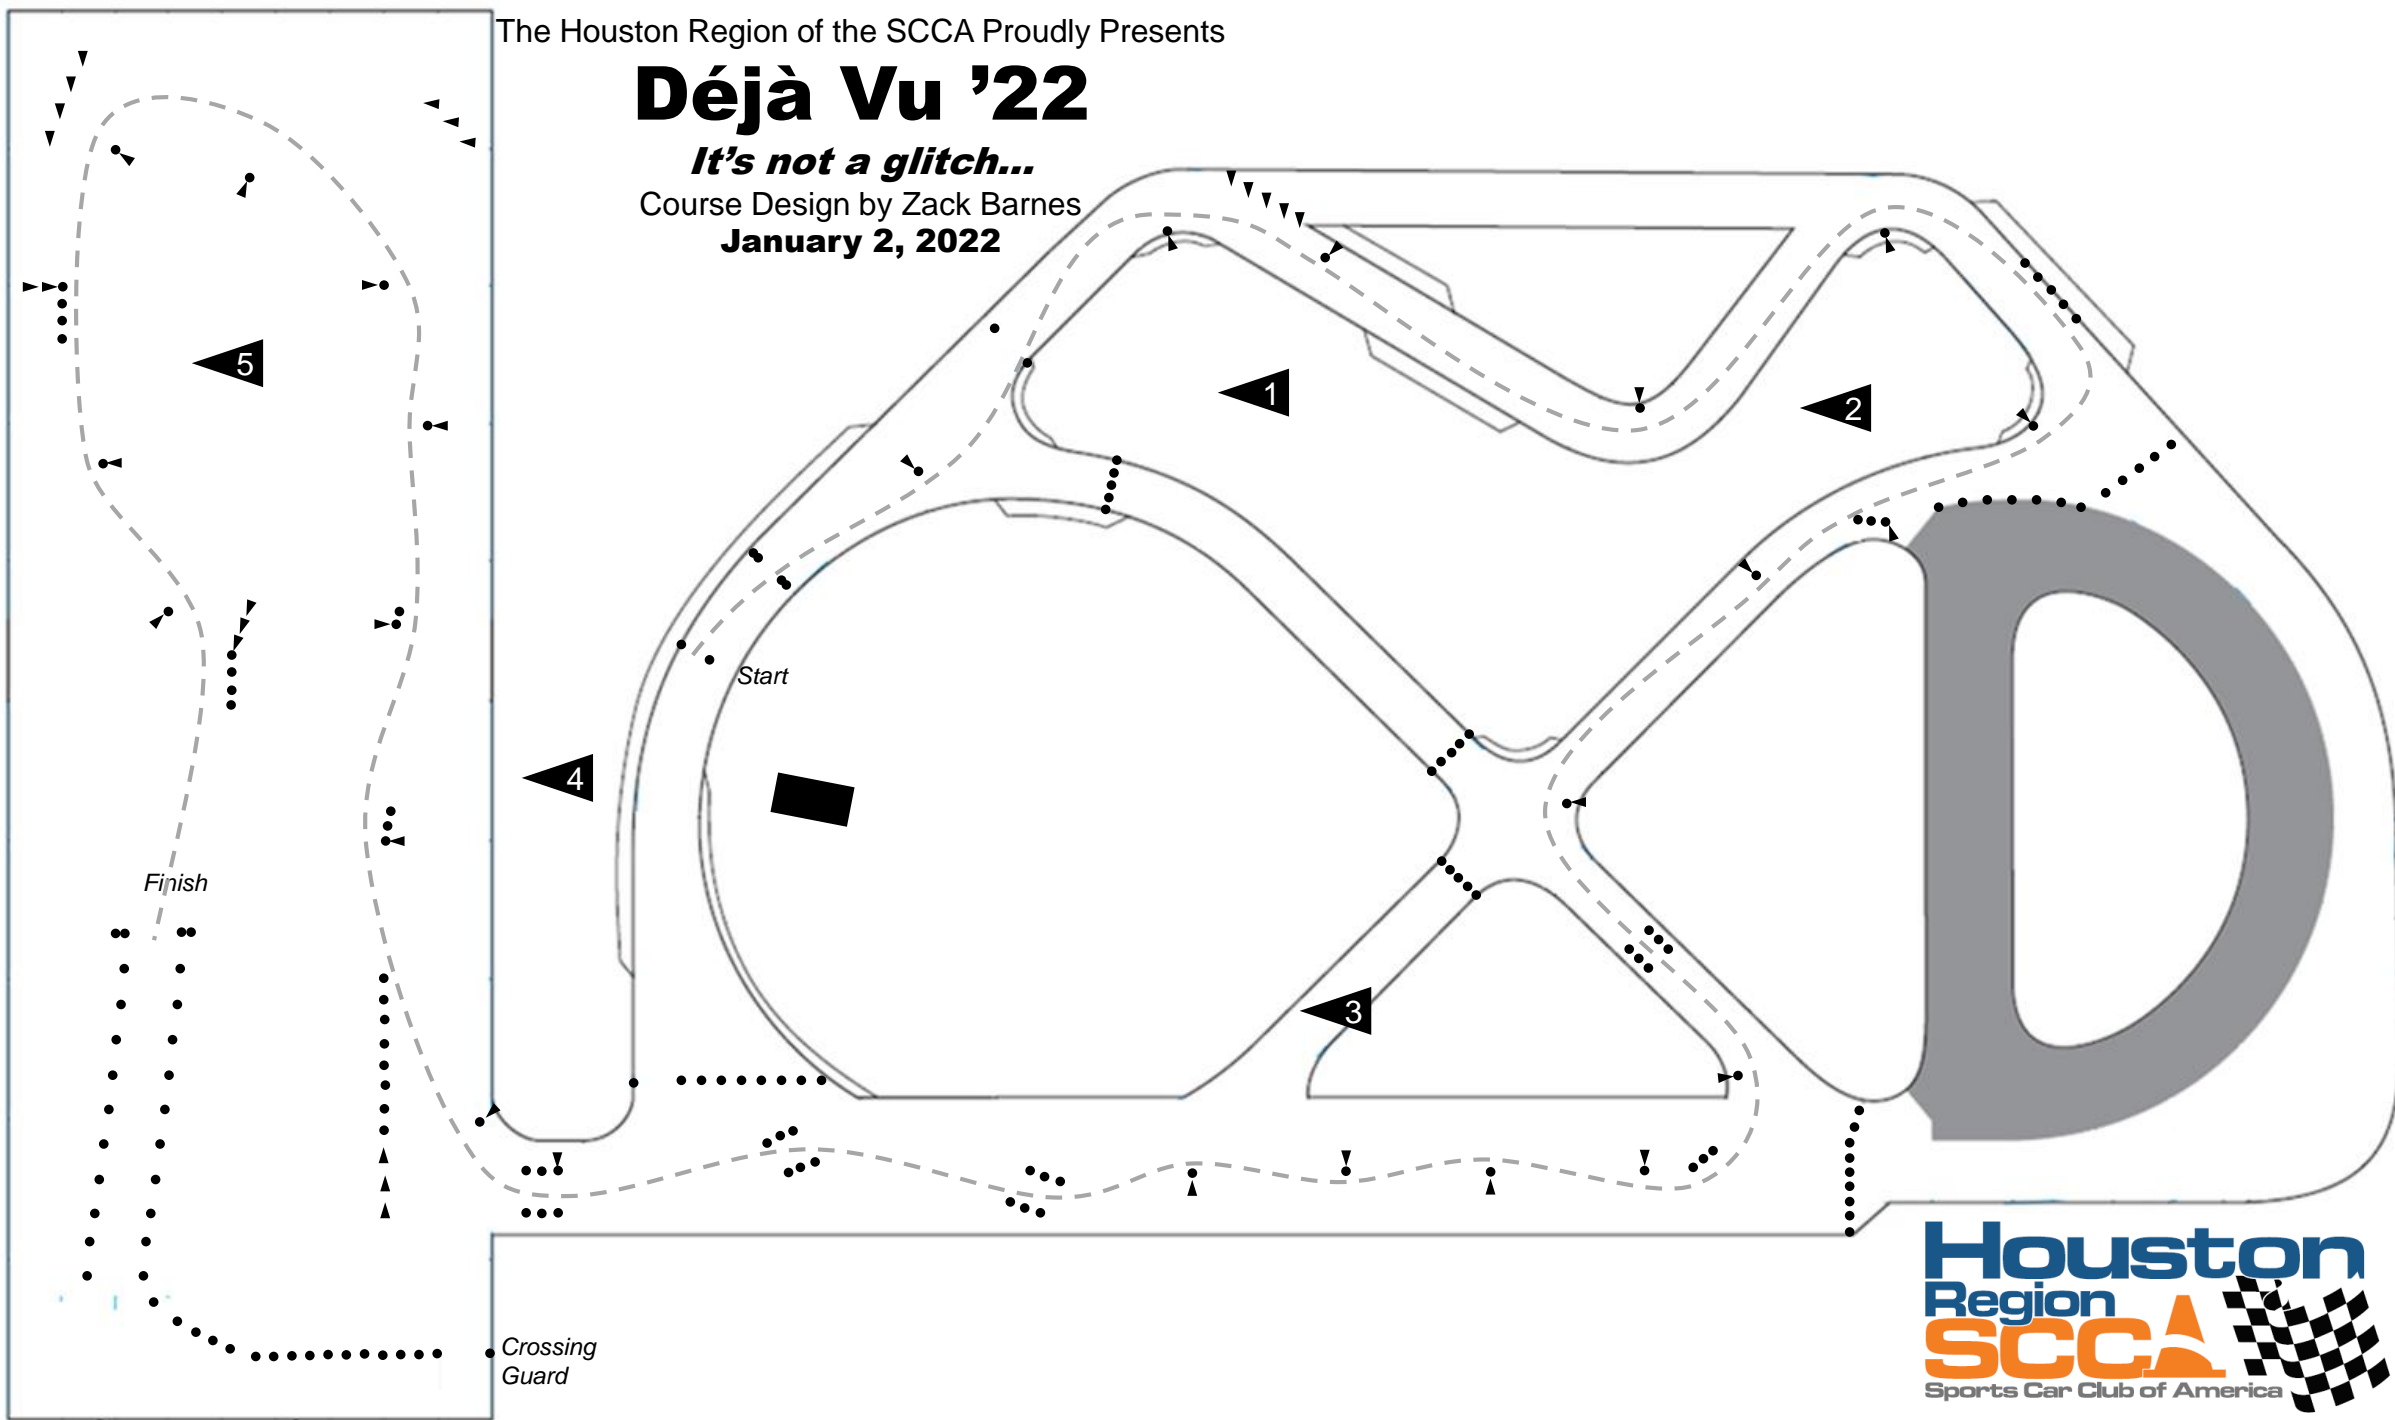 The Houston Region of the SCCA Proudly Presents
Déjà Vu ’22
It’s not a glitch...
Course Design by Zack Barnes
January 2, 2022
5
1
2
Start
4
Finish
3
Crossing
Guard
Houston
Region
SCCA
Sports Car Club of America